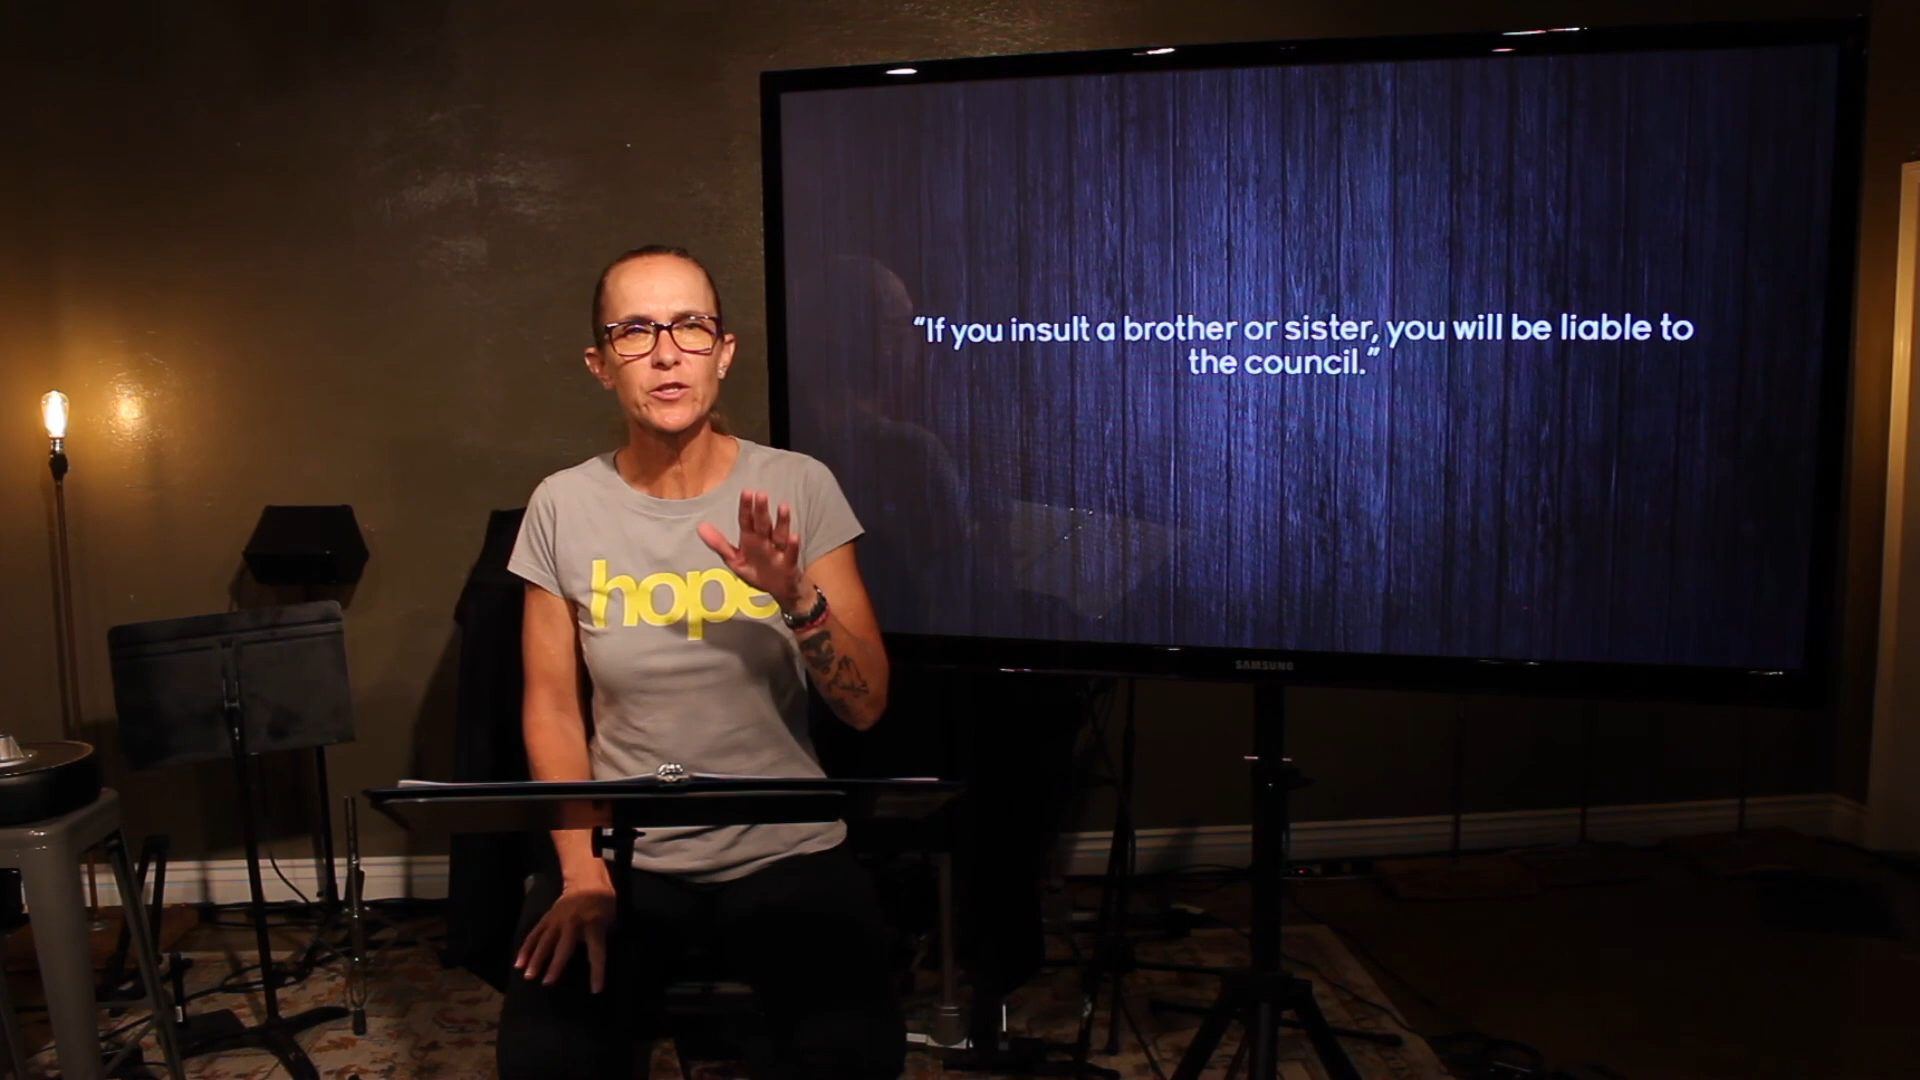 “If you insult a brother or sister, you will be liable to
the council.”
hope
SAMSUNG